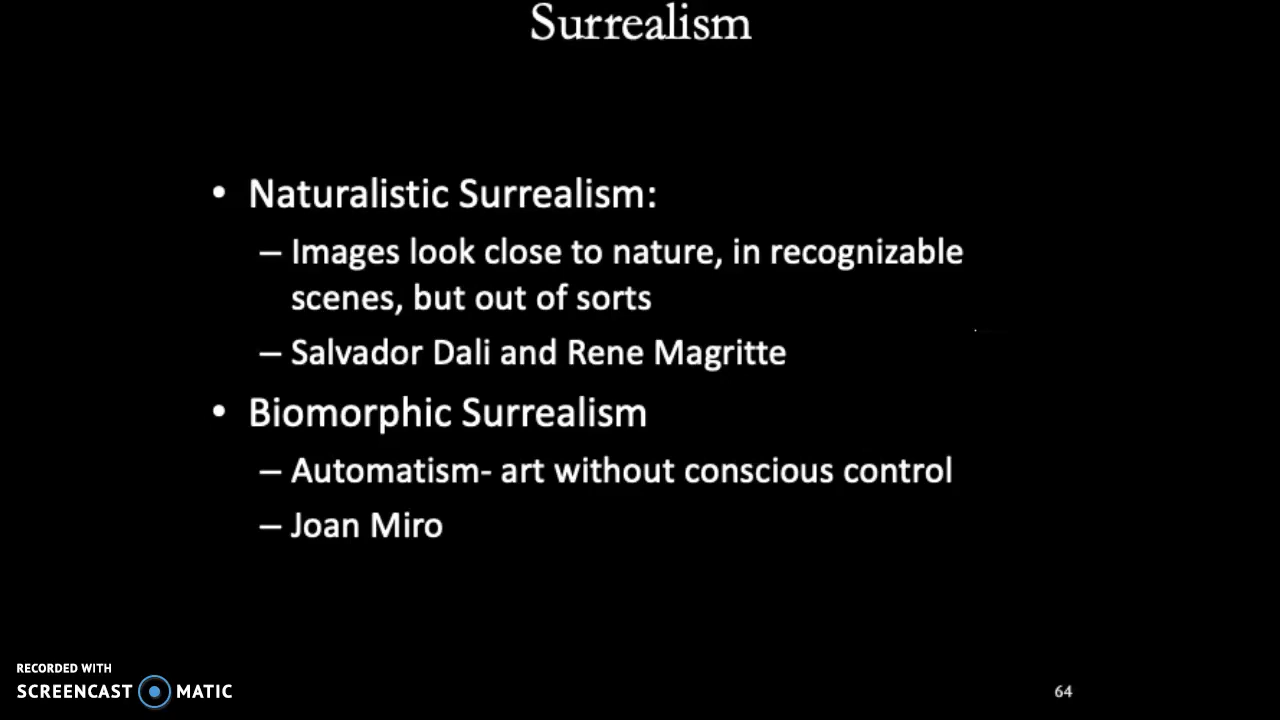 Surrealism
• Naturalistic Surrealism:
– Images look close to nature, in recognizable
scenes, but out of sorts
– Salvador Dali and Rene Magritte
• Biomorphic Surrealism
– Automatism- art without conscious control
– Joan Miro
RECORDED WITH
SCREENCAST MATIC
64